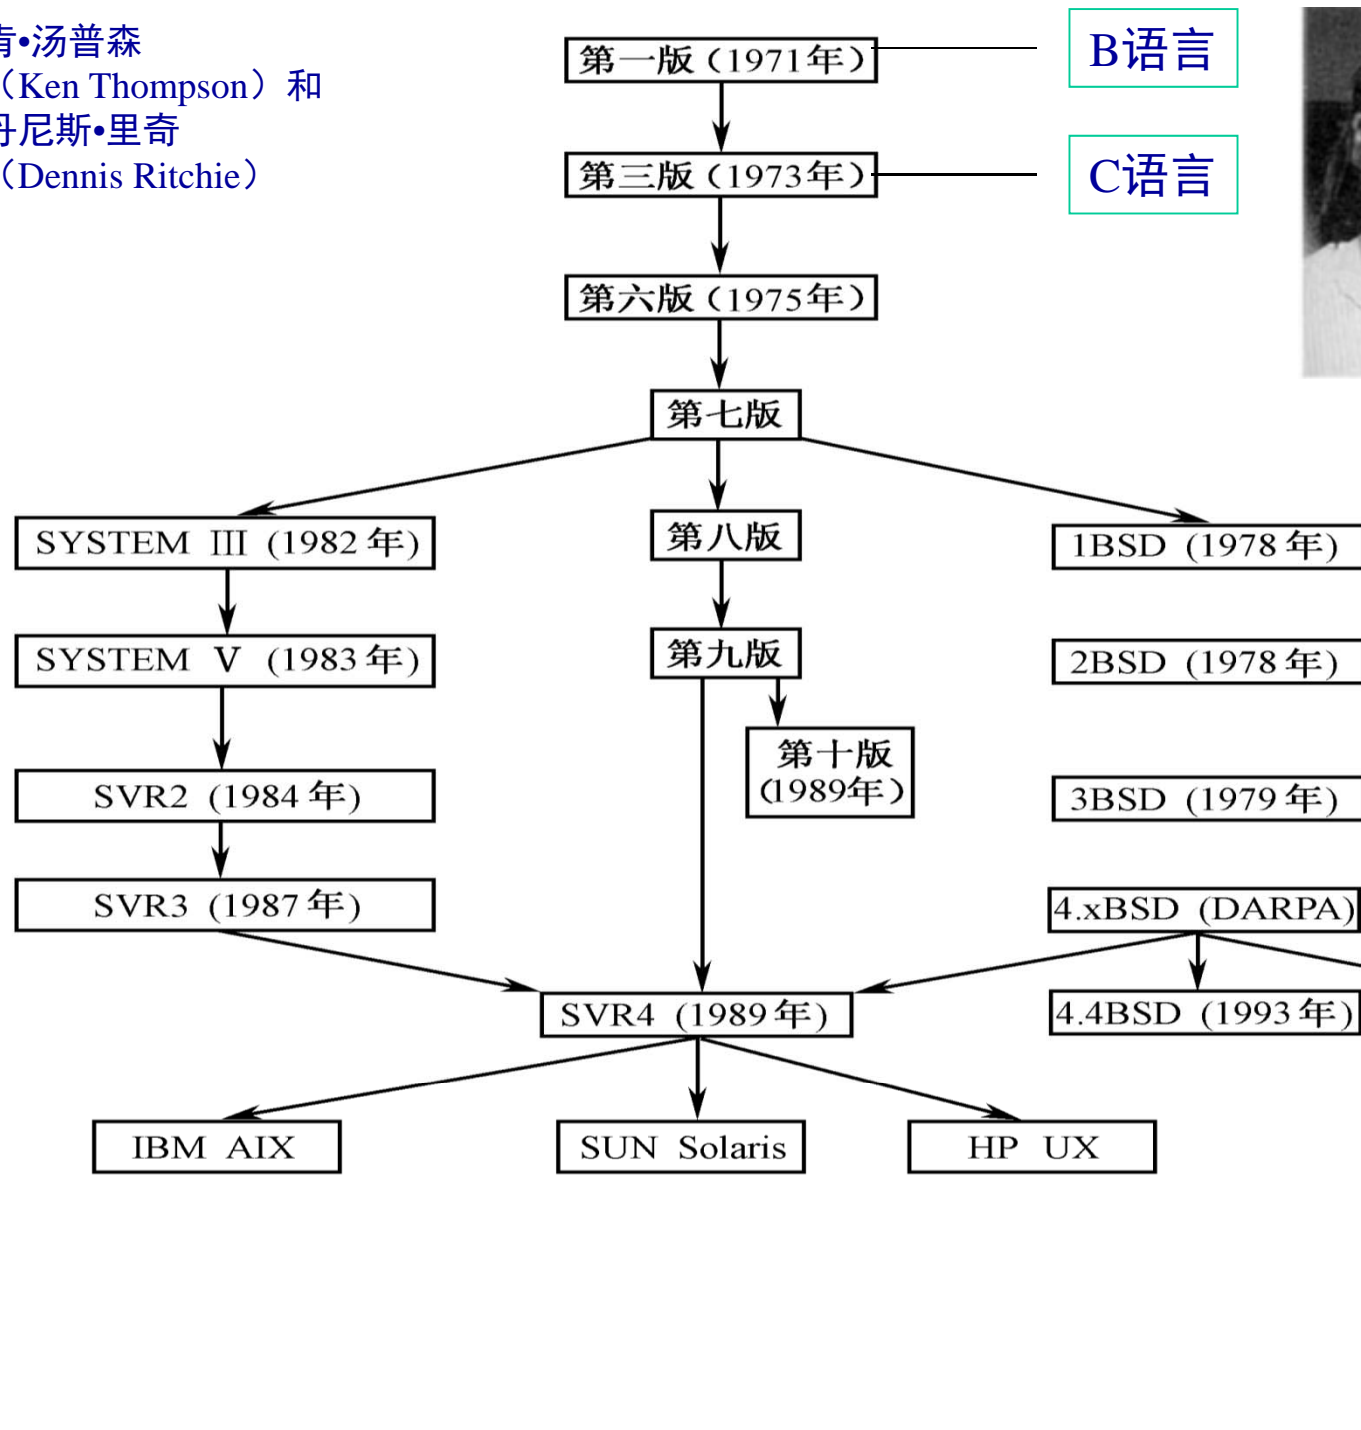 肯•汤普森
（Ken Thompson）和
丹尼斯•里奇
（Dennis Ritchie）
第一版（1971年）
B语言
第三版（1973年）
C语言
第六版（1975年）
第七版
SYSTEM III (1982年)
第八版
1BSD (1978年)
SYSTEM V (1983年)
第九版
2BSD (1978年)
第十版
(1989年)
SVR2 (1984年)
3BSD (1979年)
SVR3 (1987年)
4.xBSD (DARPA)
SVR4 (1989年)
4.4BSD (1993年)
IBM AIX
SUN Solaris
HP UX